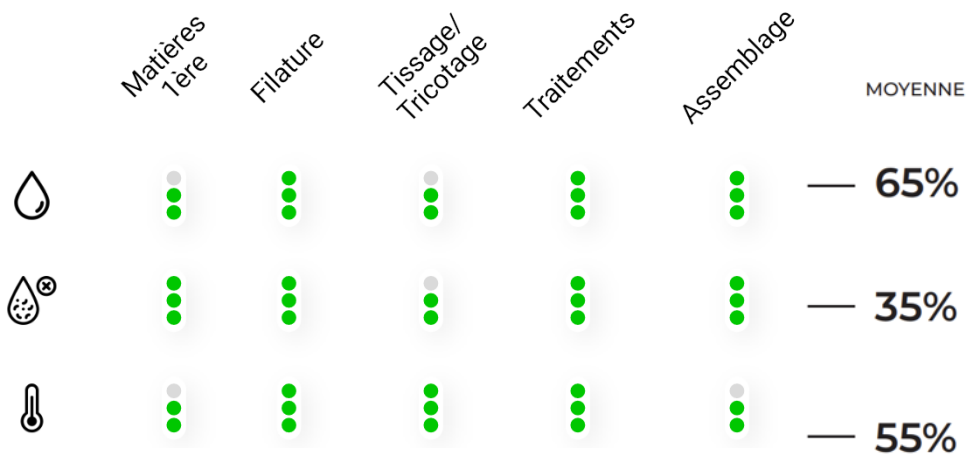 Matières
1ère
Filature
Tissage/
Tricotage
Traitements
Assemblage
MOYENNE
65%
35%
55%